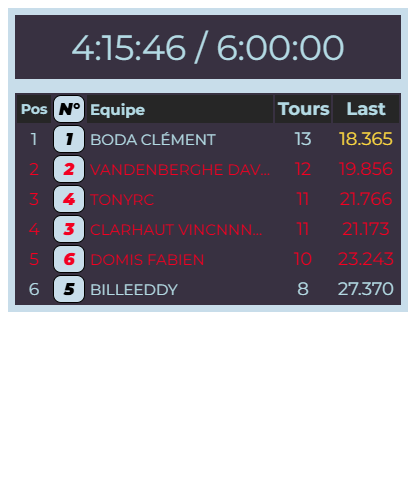 4:15:46 / 6:00:00
Pos N° Equipe Tours Last
1 1 BODA CLÉMENT 13 18.365
2 2 VANDENBERGHE DAV... 12 19.856
3 4 TONYRC 11 21.766
4 3 CLARHAUT VINCNNN... 11 21.173
5 6 DOMIS FABIEN 10 23.243
6 5 BILLEEDDY 8 27.370